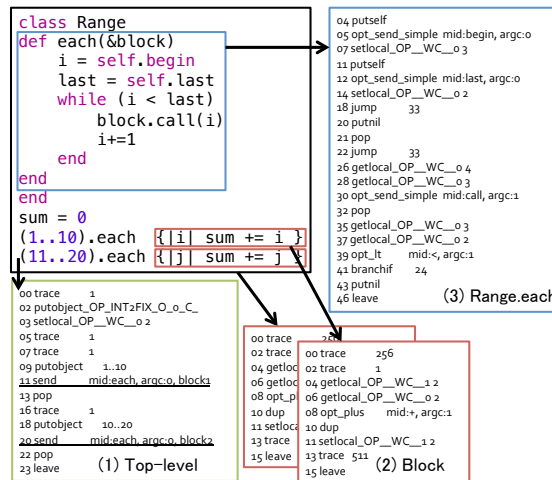 class Range
def each(&block)
i = self.begin
last = self.last
while (i < last)
block.call(i)
i+=1
end
end
end
sum = 0
(1..10).each {|i| sum += i }
(11..20).each {|j| sum += j }
04 putself
05 opt_send_simple mid:begin, argc:0
07 setlocal_OP__WC__0 3
11 putself
12 opt_send_simple mid:last, argc:0
14 setlocal_OP__WC__0 2
18 jump 33
20 putnil
21 pop
22 jump 33
26 getlocal_OP__WC__0 4
28 getlocal_OP__WC__0 3
30 opt_send_simple mid:call, argc:1
32 pop
35 getlocal_OP__WC__0 3
37 getlocal_OP__WC__0 2
39 opt_lt mid:<, argc:1
41 branchif 24
43 putnil
46 leave
(3) Range.each
00 trace 1
02 putobject_OP_INT2FIX_O_0_C_
03 setlocal_OP__WC__0 2
05 trace 1
07 trace 1
09 putobject 1..10
11 send mid:each, argc:0, block1
13 pop
16 trace 1
18 putobject 10..20
20 send mid:each, argc:0, block2
22 pop
23 leave
(1) Top-level
00 trace
02 trace
04 getloc
06 getloc
08 opt_pl
10 dup
11 setloca
13 trace
15 leave
00 trace 256
02 trace 1
04 getlocal_OP__WC__1 2
06 getlocal_OP__WC__0 2
08 opt_plus mid:+, argc:1
10 dup
11 setlocal_OP__WC__1 2
13 trace 511
15 leave
(2) Block